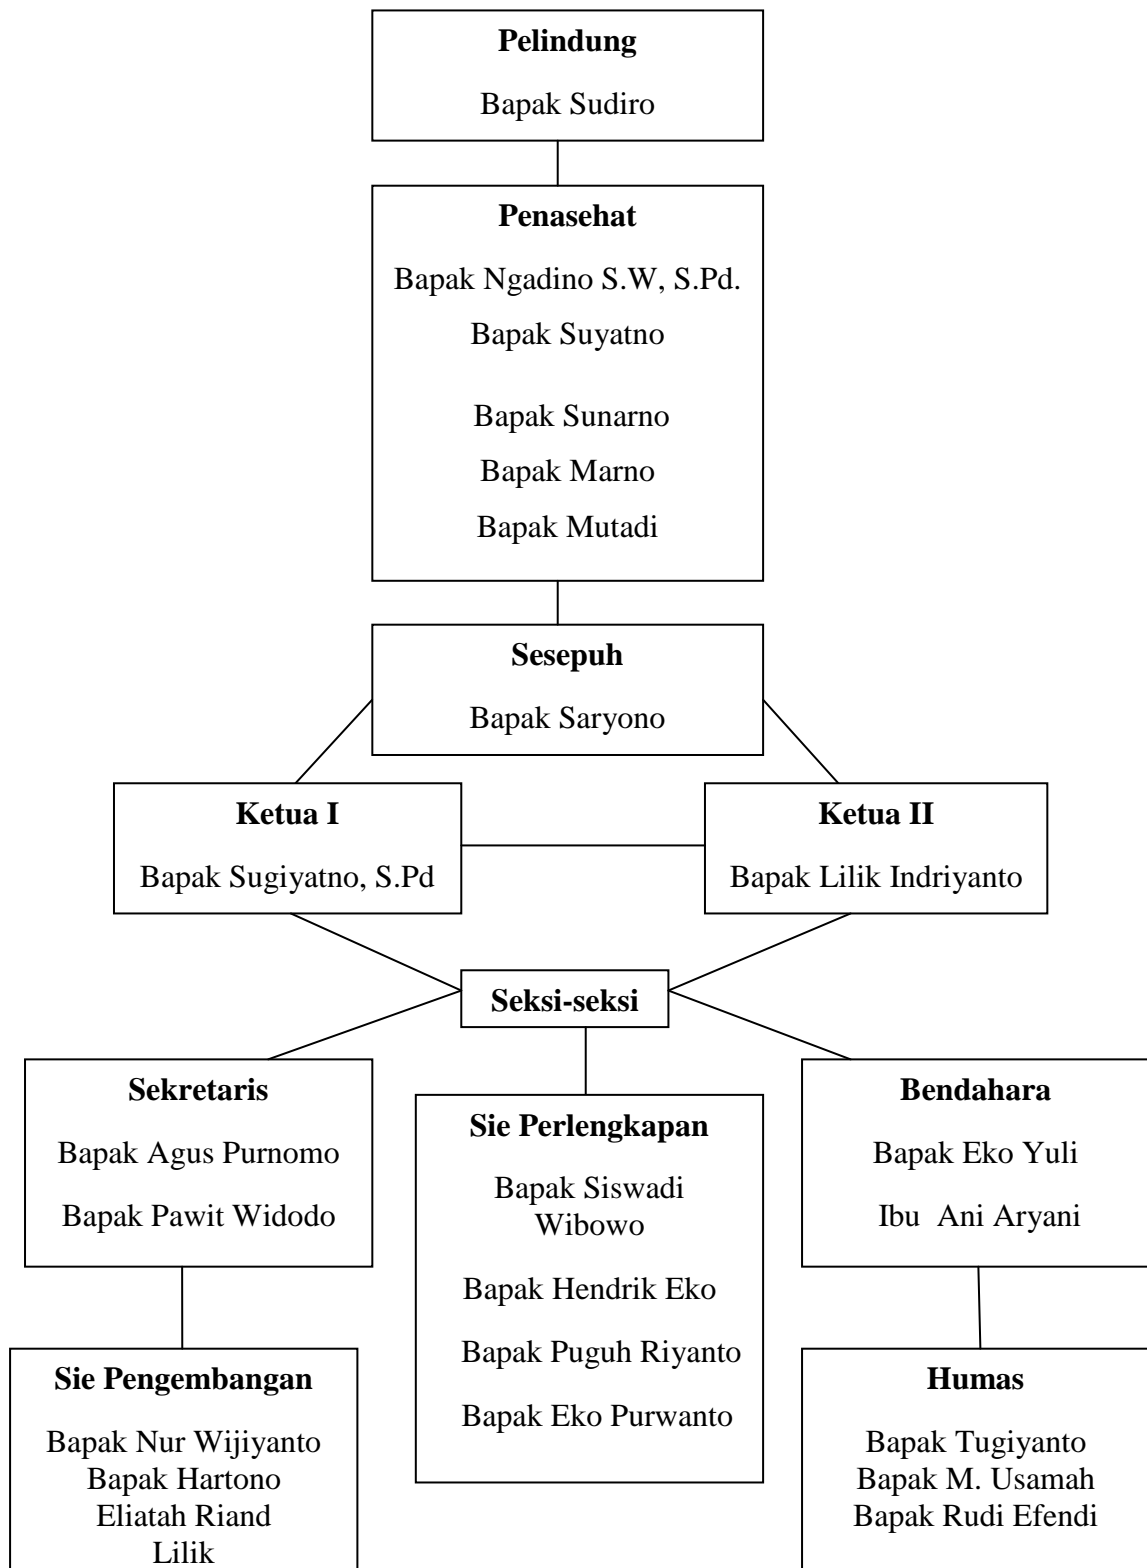 Pelindung
Bapak Sudiro
Penasehat
Bapak Ngadino S.W, S.Pd.
Bapak Suyatno
Bapak Sunarno
Bapak Marno
Bapak Mutadi
Sesepuh
Bapak Saryono
Ketua I
Bapak Sugiyatno, S.Pd
Ketua II
Bapak Lilik Indriyanto
Seksi-seksi
Sekretaris
Bapak Agus Purnomo
Bapak Pawit Widodo
Sie Perlengkapan
Bapak Siswadi
Wibowo
Bapak Hendrik Eko
Bapak Puguh Riyanto
Bapak Eko Purwanto
Bendahara
Bapak Eko Yuli
Ibu  Ani Aryani
Sie Pengembangan
Bapak Nur Wijiyanto
Bapak Hartono
Eliatah Riand
Lilik
Humas
Bapak Tugiyanto
Bapak M. Usamah
Bapak Rudi Efendi